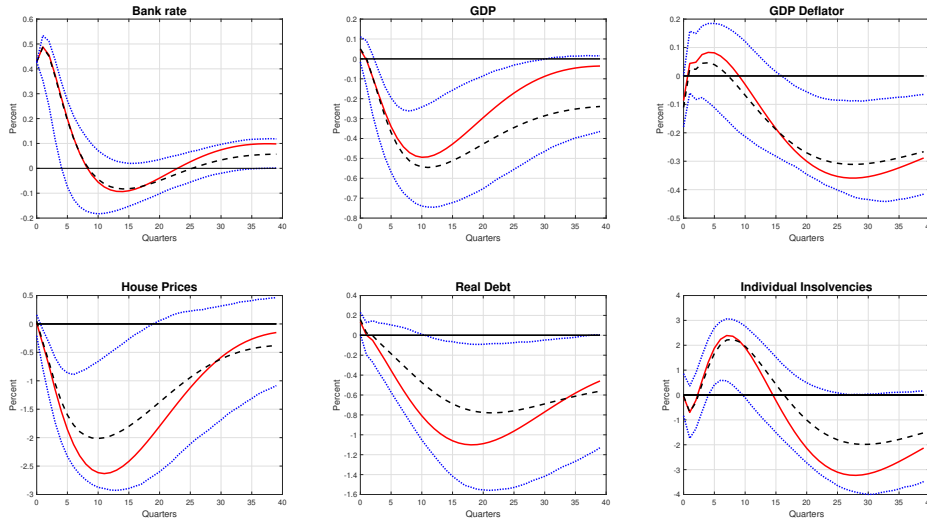 Bank rate
GDP
GDP Deflator
0.6
0.5
0.4
0.3
0.2
0.1
0
-0.1
0.2
Percent
0 5 10 15 20 25 30 35 40
Quarters
0.2
0.1
0
-0.1
-0.2
-0.3
-0.4
-0.5
-0.6
-0.7
-0.8
Percent
0 5 10 15 20 25 30 35 40
Quarters
0.2
0.1
0
-0.1
-0.2
-0.3
-0.4
-0.5
Percent
0 5 10 15 20 25 30 35 40
Quarters
House Prices
Real Debt
Individual Insolvencies
0.5
0
-0.5
-1
-1.5
-2
-2.5
-3
Percent
0 5 10 15 20 25 30 35 40
Quarters
0.4
0.2
0
-0.2
-0.4
-0.6
-0.8
-1
-1.2
-1.4
-1.6
Percent
0 5 10 15 20 25 30 35 40
Quarters
4
3
2
1
0
-1
-2
-3
-4
Percent
0 5 10 15 20 25 30 35 40
Quarters